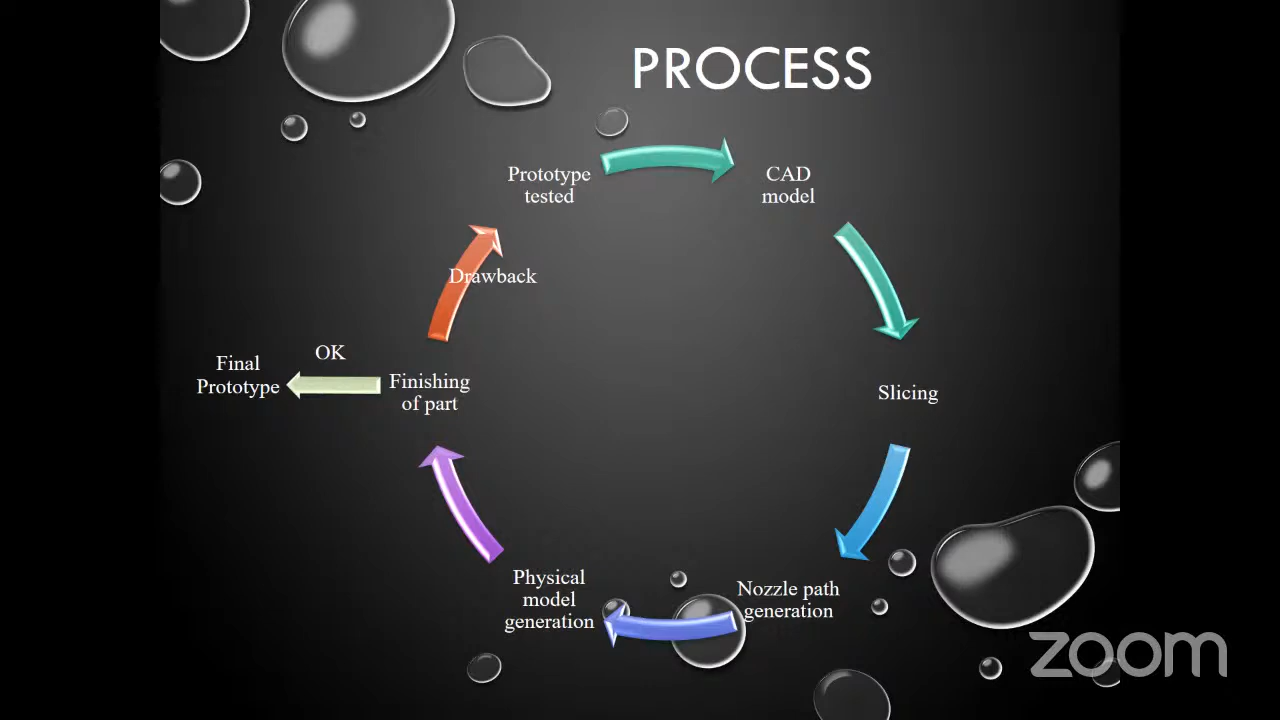 PROCESS
Prototype
tested
CAD
model
Drawback
OK
Final
Prototype
Finishing
of part
Slicing
Physical
model
generation
Nozzle path
generation
zoom